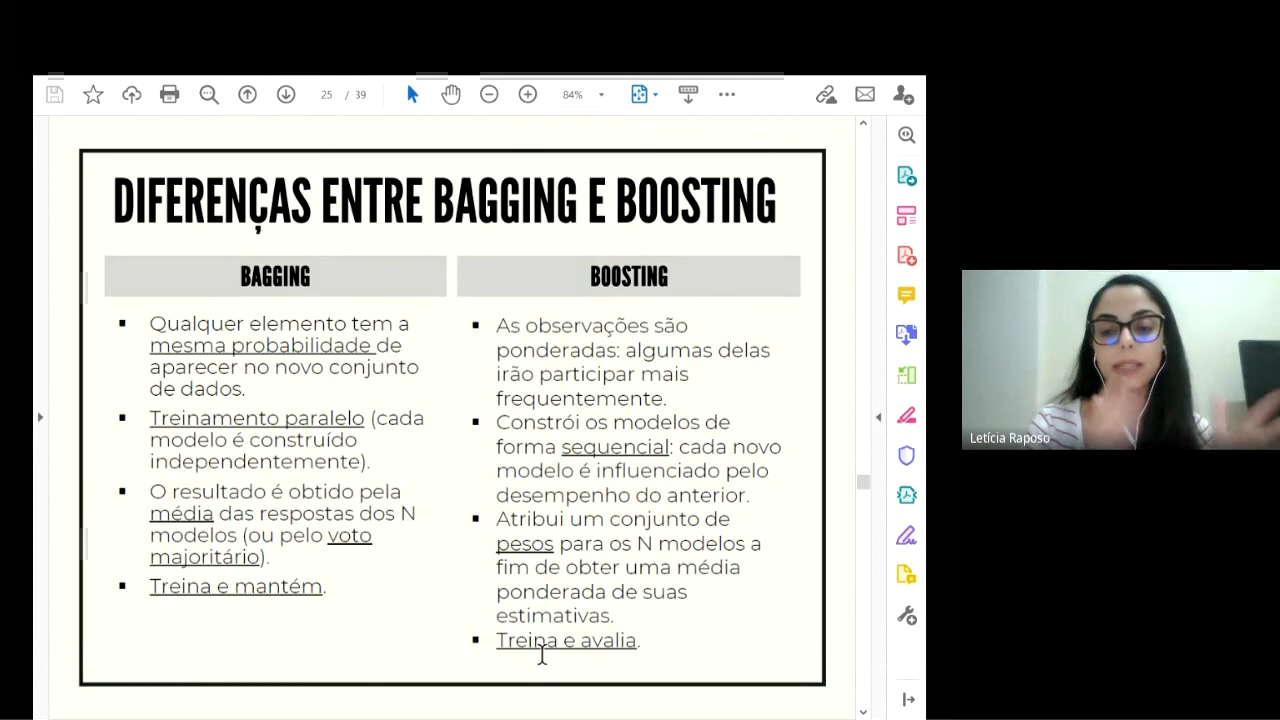 25 / 39
84%
DIFERENÇAS ENTRE BAGGING E BOOSTING
BAGGING
Qualquer elemento tem a
mesma probabilidade de
aparecer no novo conjunto
de dados.
Treinamento paralelo (cada
modelo é construído
independentemente).
O resultado é obtido pela
média das respostas dos N
modelos (ou pelo voto
majoritário).
Treina e mantém.
BOOSTING
As observações são
ponderadas: algumas delas
irão participar mais
frequentemente.
Constrói os modelos de
forma sequencial: cada novo
modelo é influenciado pelo
desempenho do anterior.
Atribui um conjunto de
pesos para os N modelos a
fim de obter uma média
ponderada de suas
estimativas.
Treina e avalia.
Letícia Raposo